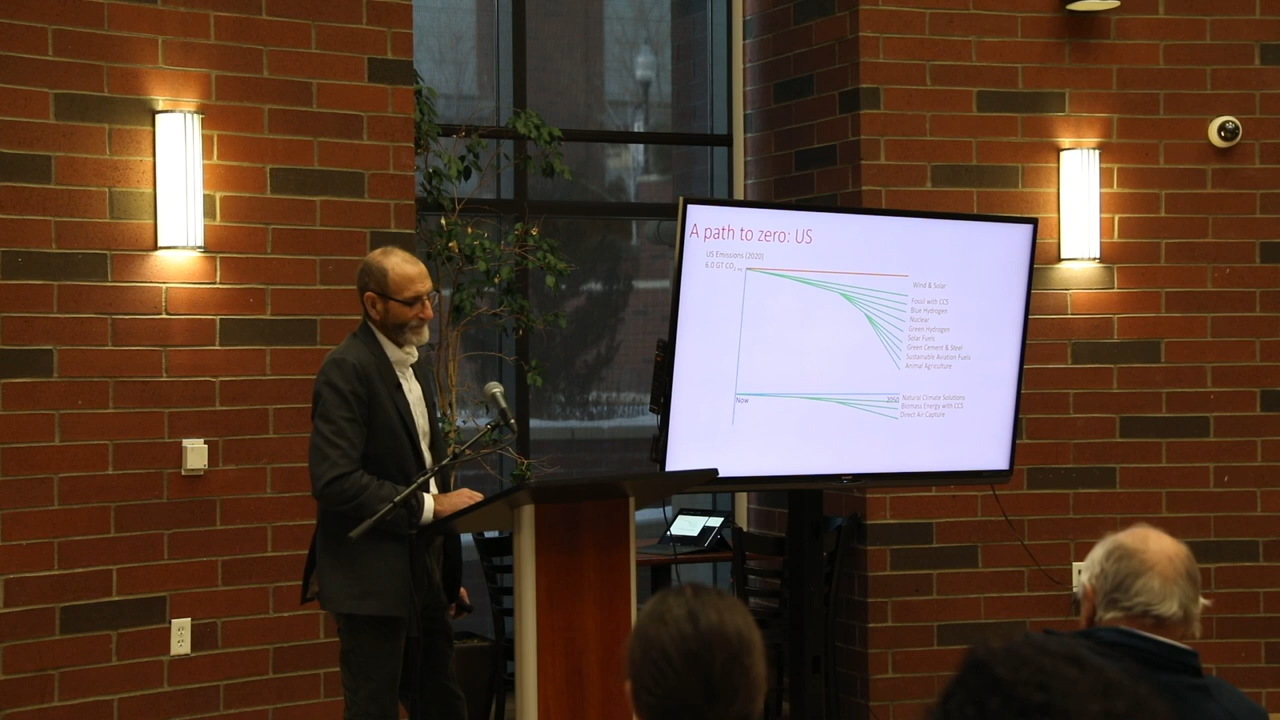 A path to zero: US
US Emissions (2020)
6.0 GT CO2
Wind & Solar
Fossil with CCS
Blue Hydrogen
Nuclear
Green Hydrogen
Solar Fuels
Green Cement & Steel
Sustainable Aviation Fuels
Animal Agriculture
Now
2050
Natural Climate Solutions
Biomass Energy with CCS
Direct Air Capture